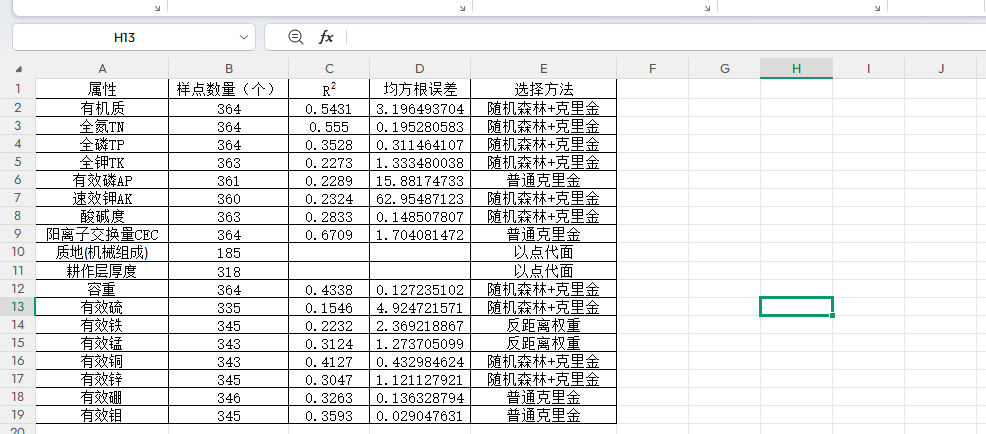 H13 fx
A B C D E F G H I J
1 属性 样点数量（个） R² 均方根误差 选择方法
2 有机质 364 0.5431 3.196493704 随机森林+克里金
3 全氮TN 364 0.555 0.195280583 随机森林+克里金
4 全磷TP 364 0.3528 0.311464107 随机森林+克里金
5 全钾TK 363 0.2273 1.333480038 随机森林+克里金
6 有效磷AP 361 0.2289 15.88174733 普通克里金
7 速效钾AK 360 0.2324 62.95487123 随机森林+克里金
8 酸碱度 363 0.2833 0.148507807 随机森林+克里金
9 阳离子交换量CEC 364 0.6709 1.704081472 普通克里金
10 质地(机械组成) 185 以点代面
11 耕作层厚度 318 以点代面
12 容重 364 0.4338 0.127235102 随机森林+克里金
13 有效硫 335 0.1546 4.924721571 随机森林+克里金
14 有效铁 345 0.2232 2.369218867 反距离权重
15 有效锰 343 0.3124 1.273705099 反距离权重
16 有效铜 343 0.4127 0.432984624 随机森林+克里金
17 有效锌 345 0.3047 1.121127921 随机森林+克里金
18 有效硼 346 0.3263 0.136328794 普通克里金
19 有效钼 345 0.3593 0.029047631 普通克里金
20